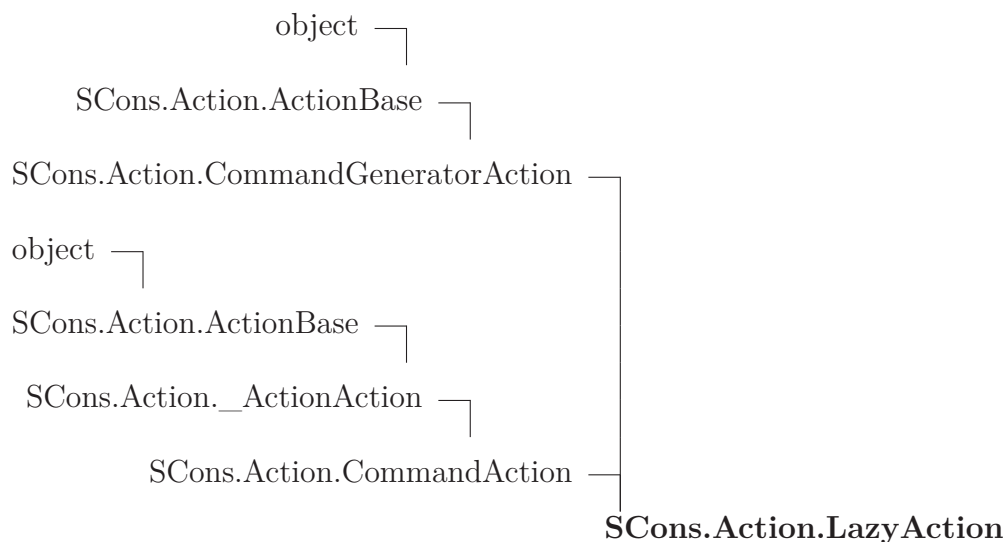 object
SCons.Action.ActionBase
SCons.Action.CommandGeneratorAction
object
SCons.Action.ActionBase
SCons.Action._ActionAction
SCons.Action.CommandAction
SCons.Action.LazyAction